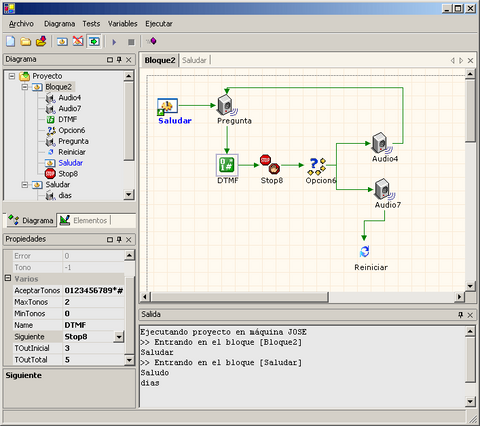 Archivo Diagrama Tests Variables Ejecutar
Diagrama
Proyecto
Bloque2
Audio4
Audio7
DTMF
Opcion6
Pregunta
Reiniciar
Saludar
Stop8
Saludar
dias
Diagrama Elementos
Propiedades
Error 0
Tono -1
Varios
AceptarTonos 0123456789*#
MaxTonos 2
MinTonos 0
Name DTMF
Siguiente Stop8
TOutInicial 3
TOutTotal 5
Siguiente
Bloque2 Saludar
Saludar
Pregunta
DTMF
Stop8
Opcion6
Audio4
Audio7
Reiniciar
Salida
Ejecutando proyecto en máquina JOSE
>> Entrando en el bloque [Bloque2]
Saludar
>> Entrando en el bloque [Saludar]
Saludo
dias